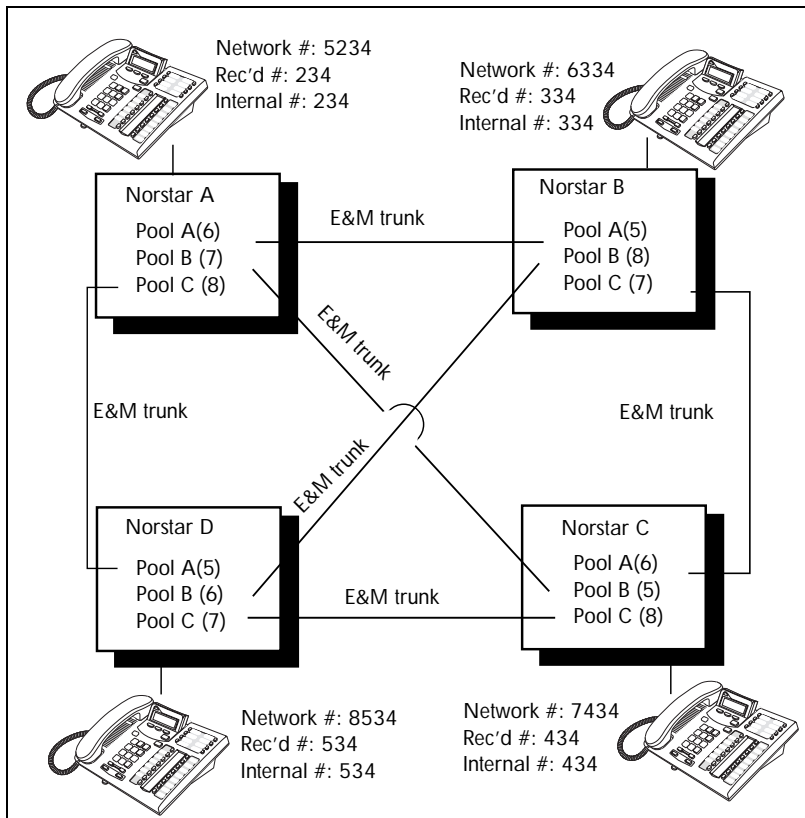 Network #: 5234
Rec'd #: 234
Internal #: 234
Network #: 6334
Rec'd #: 334
Internal #: 334
Norstar A
Pool A(6)
Pool B (7)
Pool C (8)
E&M trunk
Norstar B
Pool A(5)
Pool B (8)
Pool C (7)
E&M trunk
E&M trunk
E&M trunk
E&M trunk
Norstar D
Pool A(5)
Pool B (6)
Pool C (7)
E&M trunk
Norstar C
Pool A(6)
Pool B (5)
Pool C (8)
Network #: 8534
Rec'd #: 534
Internal #: 534
Network #: 7434
Rec'd #: 434
Internal #: 434